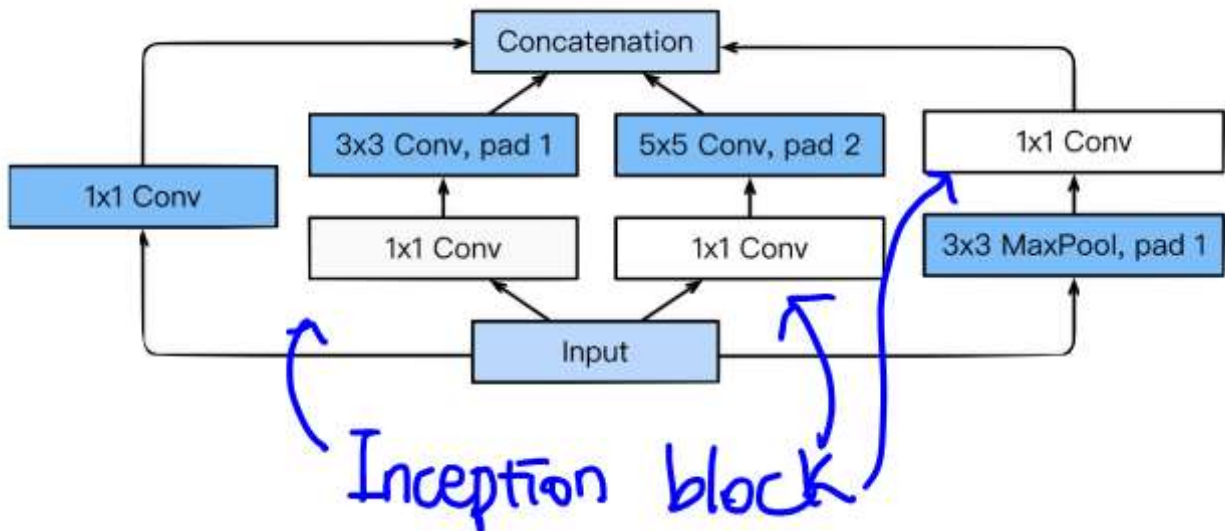 Concatenation
3x3 Conv, pad 1
5x5 Conv, pad 2
1x1 Conv
1x1 Conv
1x1 Conv
1x1 Conv
3x3 MaxPool, pad 1
Input
Inception block